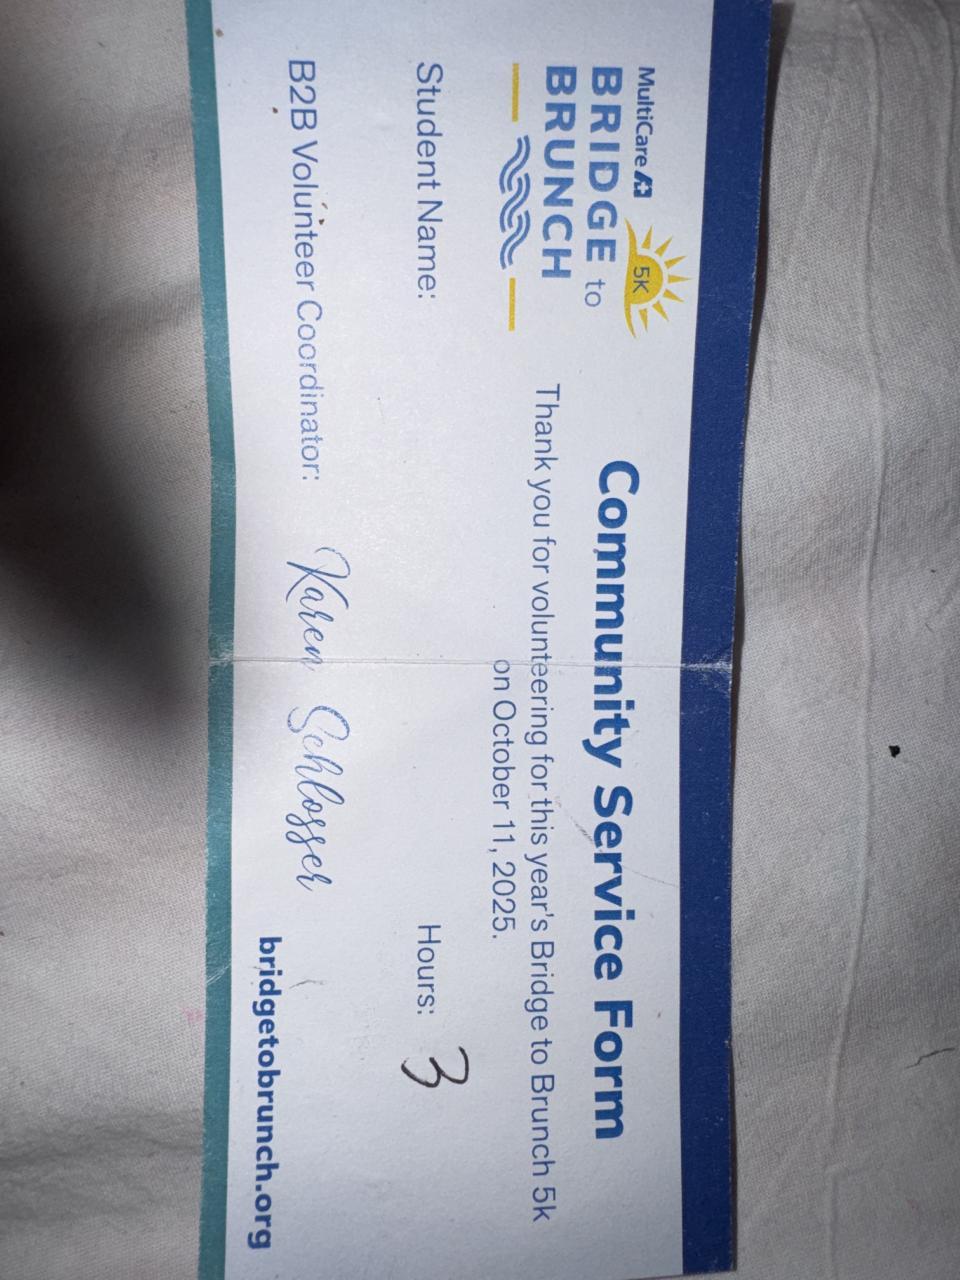 MultiCare
5K
BRIDGE to
BRUNCH
Community Service Form
Thank you for volunteering for this year's Bridge to Brunch 5k
on October 11, 2025.
Student Name:
Hours: 3
B2B Volunteer Coordinator: Karen Schlosser
bridgetobrunch.org